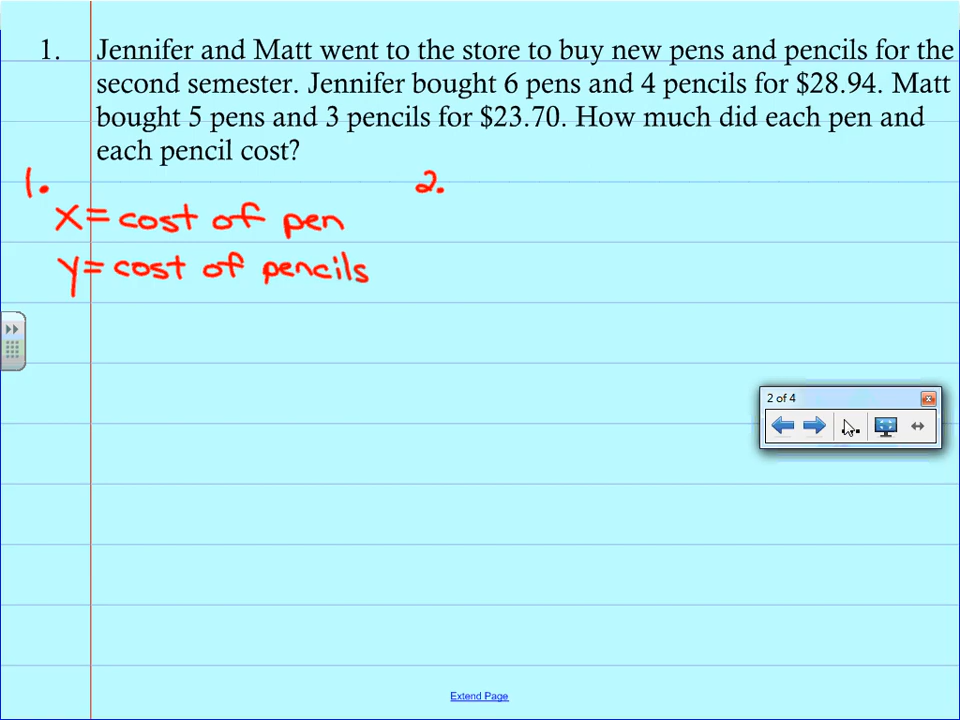 1. Jennifer and Matt went to the store to buy new pens and pencils for the
second semester. Jennifer bought 6 pens and 4 pencils for $28.94. Matt
bought 5 pens and 3 pencils for $23.70. How much did each pen and
each pencil cost?
1.
x = cost of pen
y = cost of pencils
2.
2 of 4
Extend Page